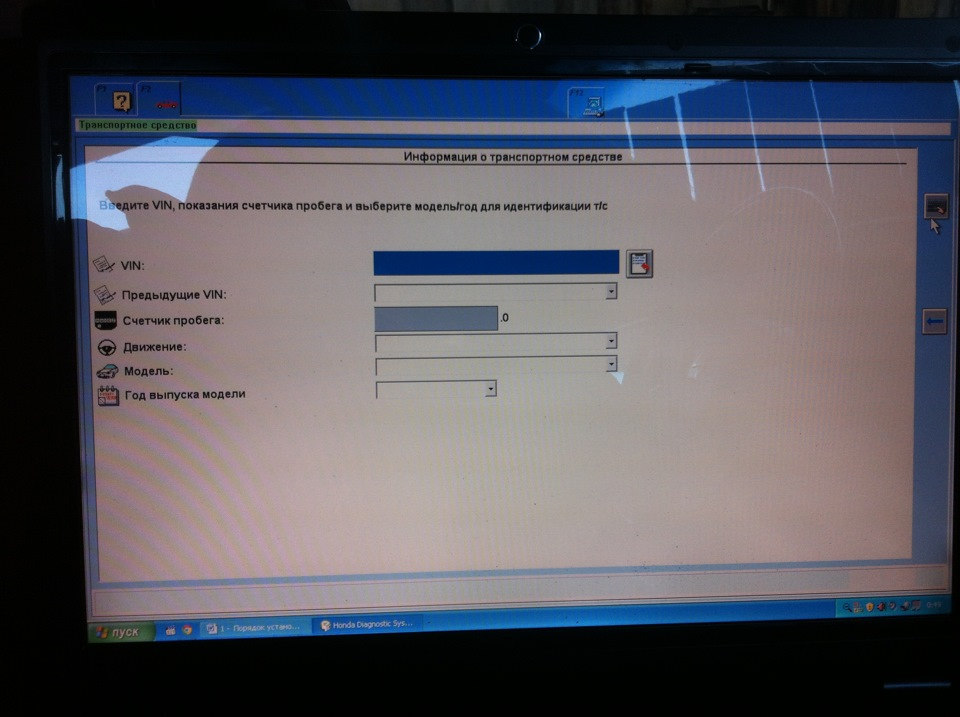 F1
F2
F11
Транспортное средство
Информация о транспортном средстве
Введите VIN, показания счетчика пробега и выберите модель/год для идентификации т/с
VIN:
Предыдущие VIN:
Счетчик пробега: .0
Движение:
Модель:
Год выпуска модели
пуск 1 - Порядок устано... Honda Diagnostic Sys...